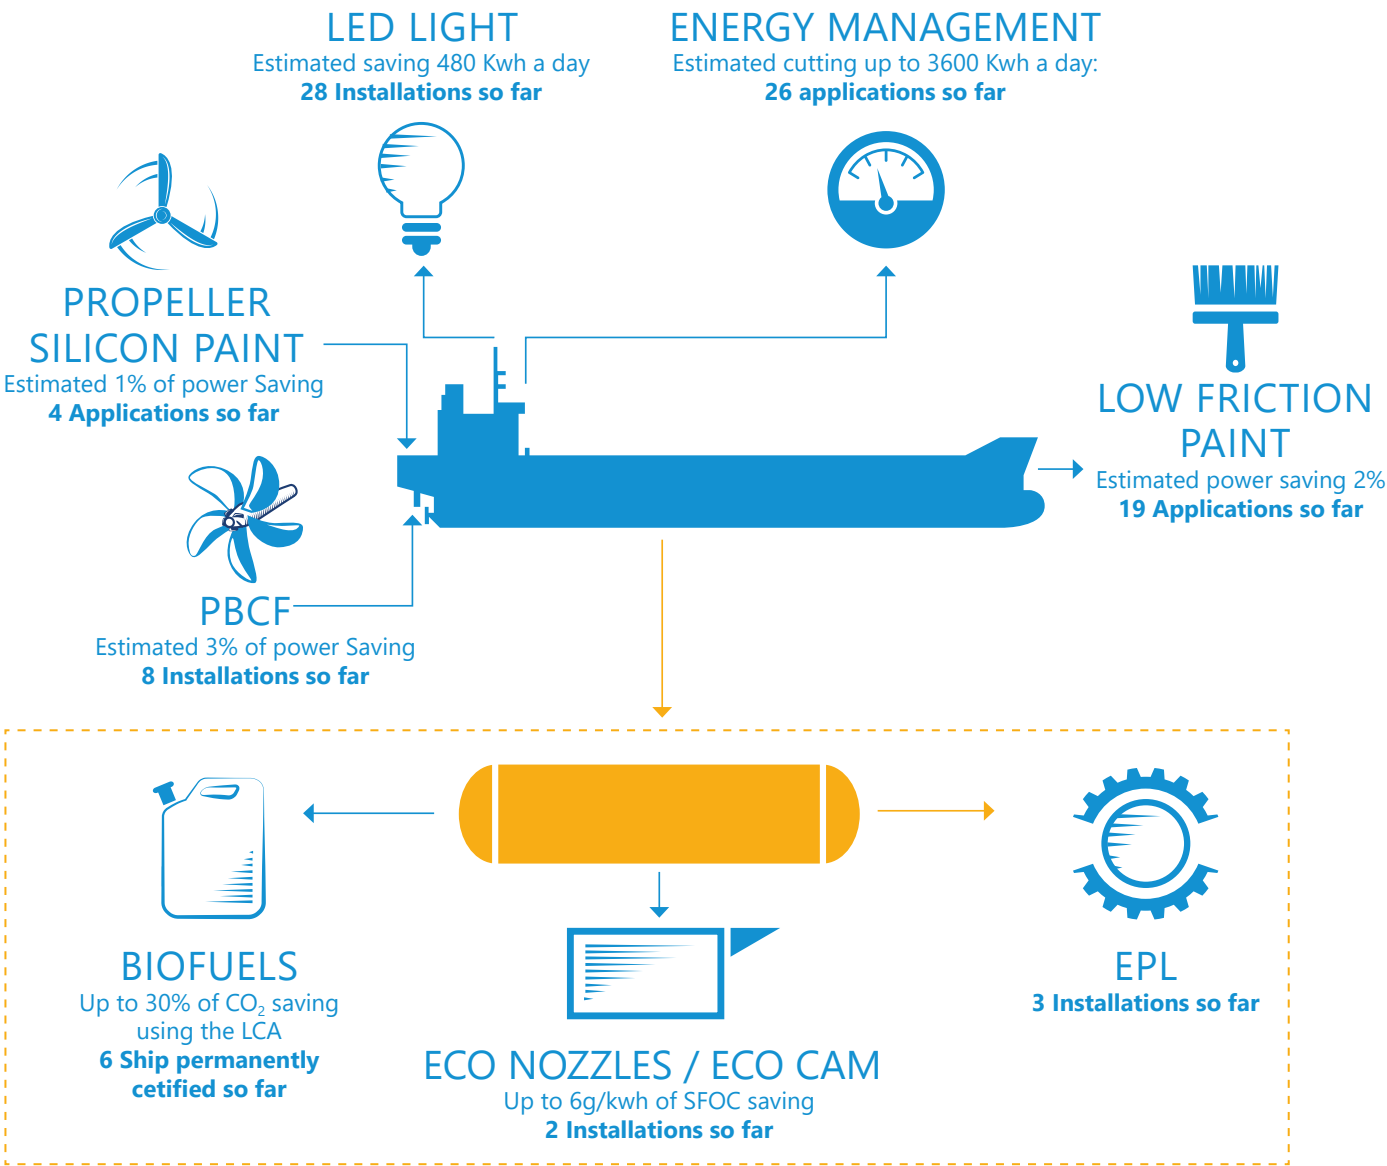 LED LIGHT
Estimated saving 480 Kwh a day
28 Installations so far
ENERGY MANAGEMENT
Estimated cutting up to 3600 Kwh a day:
26 applications so far
PROPELLER
SILICON PAINT
Estimated 1% of power Saving
4 Applications so far
LOW FRICTION
PAINT
Estimated power saving 2%
19 Applications so far
PBCF
Estimated 3% of power Saving
8 Installations so far
BIOFUELS
Up to 30% of CO₂ saving
using the LCA
6 Ship permanently
cetified so far
ECO NOZZLES / ECO CAM
Up to 6g/kwh of SFOC saving
2 Installations so far
EPL
3 Installations so far